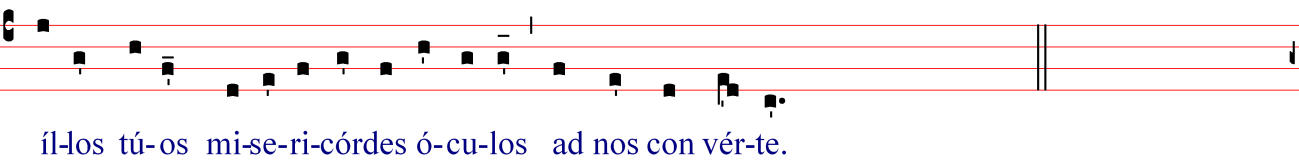 íl-los tú-os mi-se-ri-córdes ó-cu-los ad nos con vér-te.